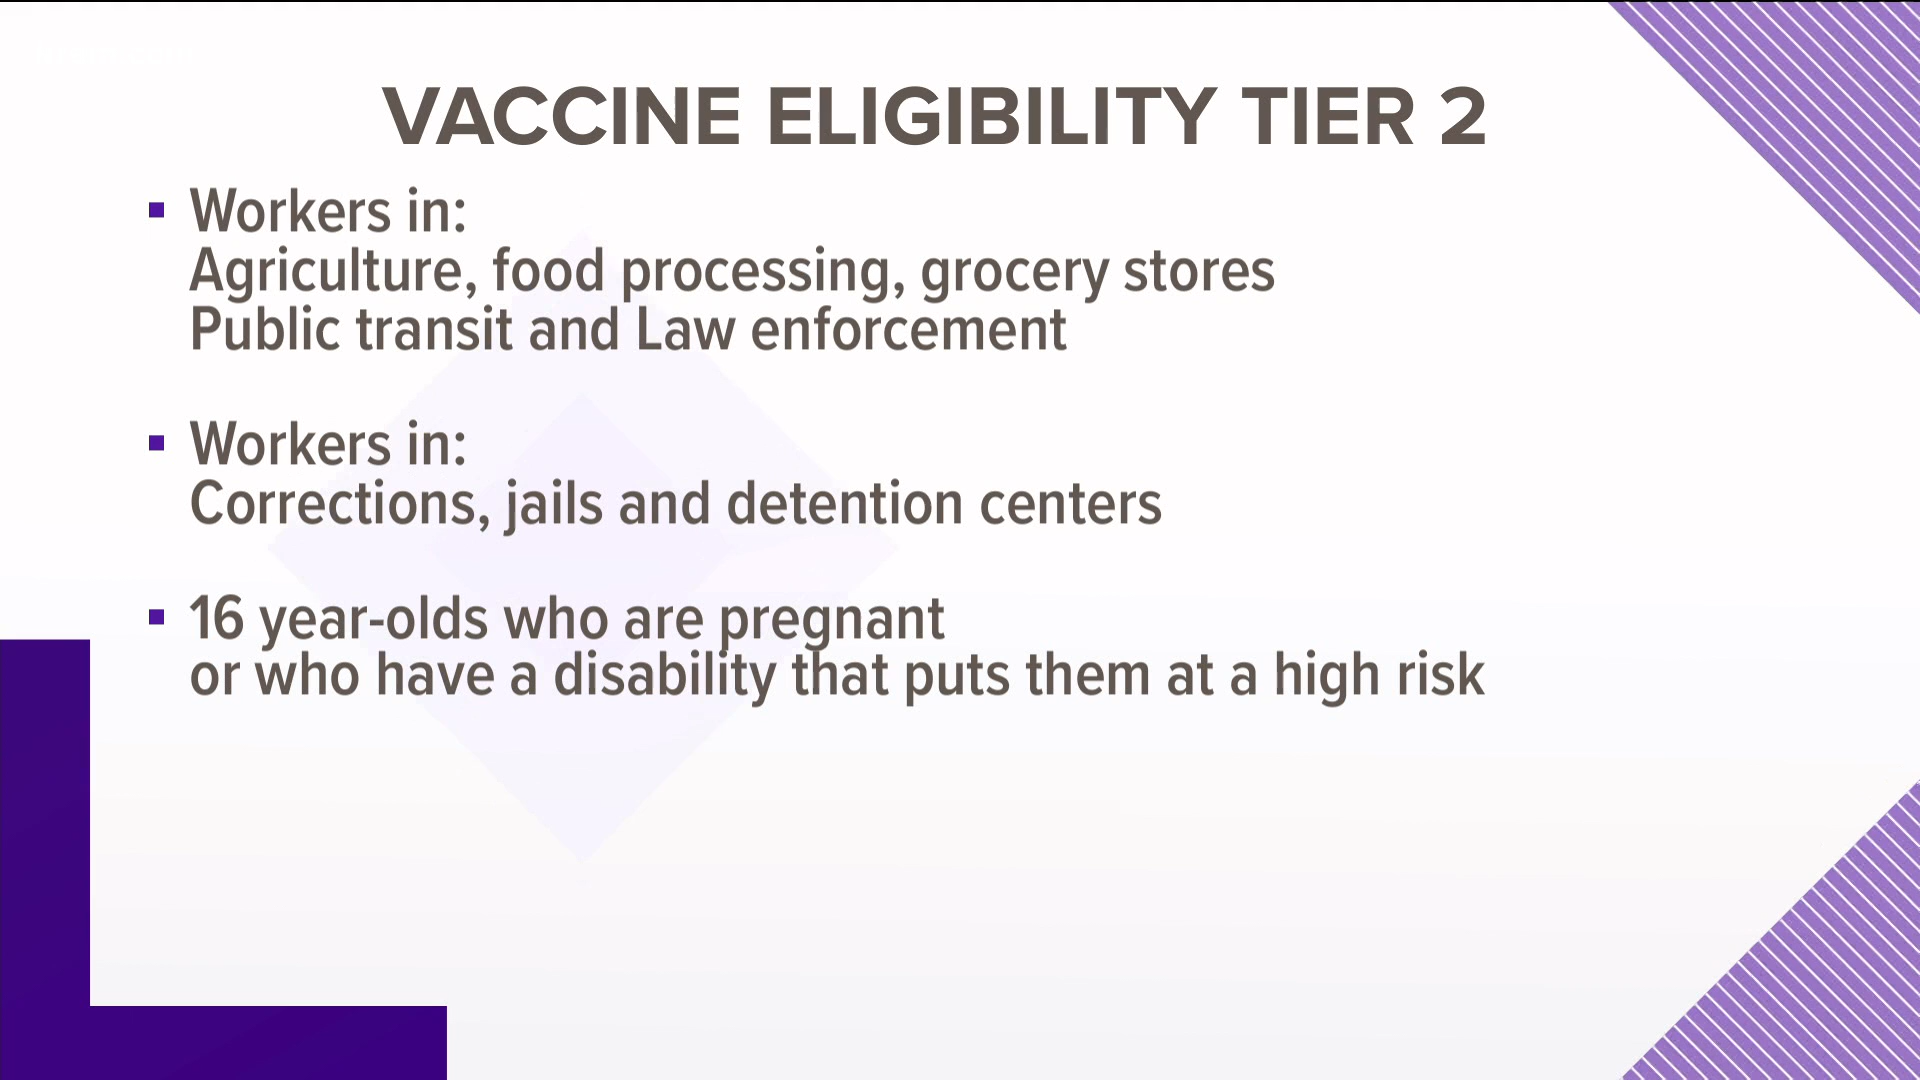 VACCINE ELIGIBILITY TIER 2
▪ Workers in:
Agriculture, food processing, grocery stores
Public transit and Law enforcement
▪ Workers in:
Corrections, jails and detention centers
▪ 16 year-olds who are pregnant
or who have a disability that puts them at a high risk